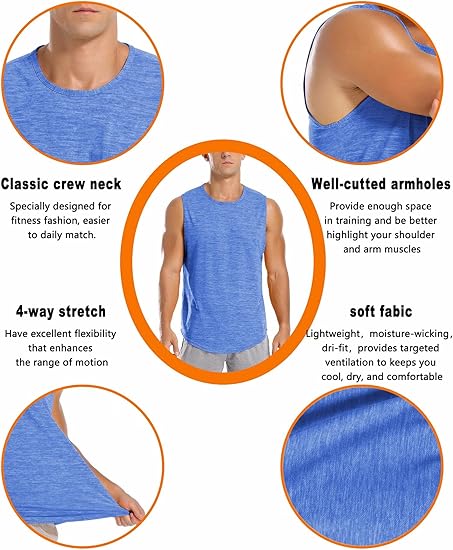 Classic crew neck
Specially designed for
fitness fashion, easier
to daily match.
Well-cutted armholes
Provide enough space
in training and be better
highlight your shoulder
and arm muscles
4-way stretch
Have excellent flexibility
that enhances
the range of motion
soft fabic
Lightweight, moisture-wicking,
dri-fit, provides targeted
ventilation to keeps you
cool, dry, and comfortable